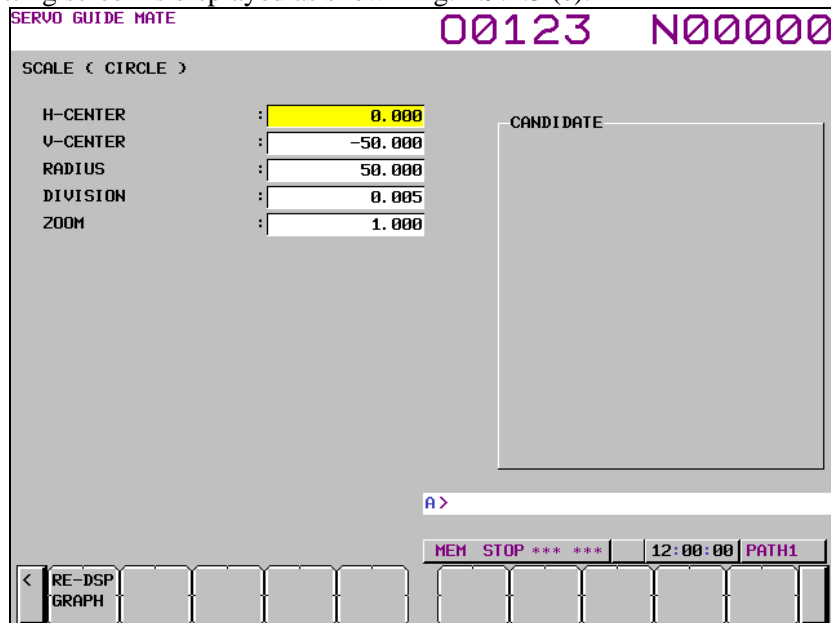 SERVO GUIDE MATE
O0123 N00000
SCALE ( CIRCLE )
H-CENTER : 0.000
V-CENTER : -50.000
RADIUS : 50.000
DIVISION : 0.005
ZOOM : 1.000
CANDIDATE
A>
MEM STOP *** *** 12:00:00 PATH1
< RE-DSP
GRAPH